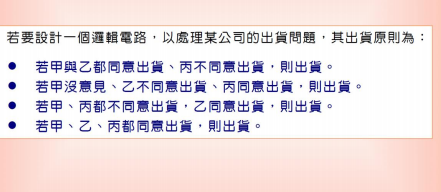 若要設計一個邏輯電路，以處理某公司的出貨問題，其出貨原則為：
● 若甲與乙都同意出貨、丙不同意出貨，則出貨。
● 若甲沒意見、乙不同意出貨、丙同意出貨，則出貨。
● 若甲、丙都不同意出貨，乙同意出貨，則出貨。
● 若甲、乙、丙都同意出貨，則出貨。